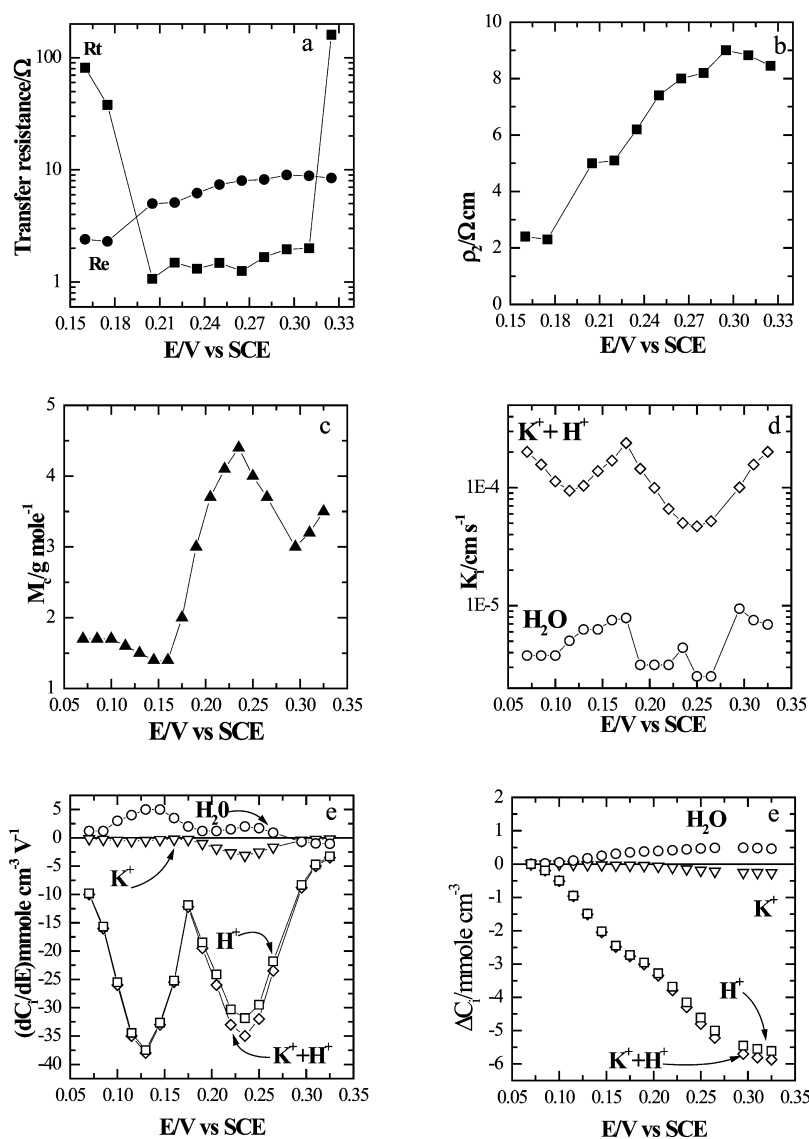 a
Rt
Re
Transfer resistance/Ω
100
10
1
0.15 0.18 0.21 0.24 0.27 0.30 0.33
E/V vs SCE
b
ρ2/Ω cm
10
8
6
4
2
0
0.15 0.18 0.21 0.24 0.27 0.30 0.33
E/V vs SCE
c
Mc/g mole-1
5
4
3
2
1
0.05 0.10 0.15 0.20 0.25 0.30 0.35
E/V vs SCE
d
K+ + H+
H2O
Ki/cm s-1
1E-4
1E-5
0.05 0.10 0.15 0.20 0.25 0.30 0.35
E/V vs SCE
e
H20
K+
H+
K++H+
(dCi/dE)mmole cm-3 V-1
5
0
-5
-10
-15
-20
-25
-30
-35
-40
0.05 0.10 0.15 0.20 0.25 0.30 0.35
E/V vs SCE
e
H2O
K+
H+
K++H+
ΔCi/mmole cm-3
2
1
0
-1
-2
-3
-4
-5
-6
0.05 0.10 0.15 0.20 0.25 0.30 0.35
E/V vs SCE